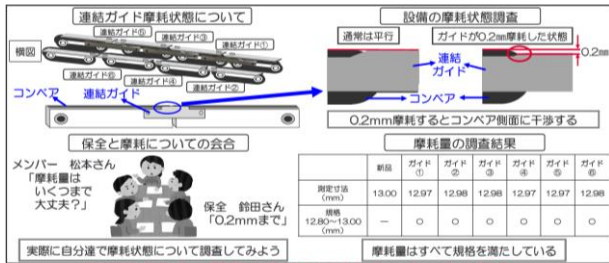 連結ガイド摩耗状態について
横図
連結ガイド⑤
連結ガイド③
連結ガイド①
連結ガイド⑥
連結ガイド④
連結ガイド②
コンベア
連結ガイド
設備の摩耗状態調査
通常は平行
ガイドが0.2mm摩耗した状態
0.2mm
連結
ガイド
コンベア
0.2mm摩耗するとコンベア側面に干渉する
保全と摩耗についての会合
メンバー 松本さん
「摩耗量は
いくつまで
大丈夫?」
保全 鈴田さん
「0.2mmまで」
実際に自分達で摩耗状態について調査してみよう
摩耗量の調査結果
新品 ガイド① ガイド② ガイド③ ガイド④ ガイド⑤ ガイド⑥
測定寸法(mm) 13.00 12.97 12.98 12.98 12.97 12.97 12.98
規格12.80~13.00(mm) ― ○ ○ ○ ○ ○ ○
摩耗量はすべて規格を満たしている